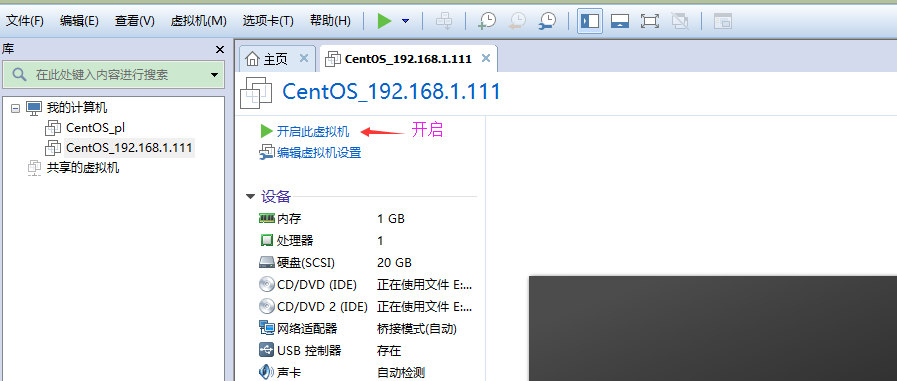 文件(F) 编辑(E) 查看(V) 虚拟机(M) 选项卡(T) 帮助(H)
库
在此处键入内容进行搜索
我的计算机
CentOS_pl
CentOS_192.168.1.111
共享的虚拟机
主页 CentOS_192.168.1.111
CentOS_192.168.1.111
开启此虚拟机 开启
编辑虚拟机设置
设备
内存 1 GB
处理器 1
硬盘(SCSI) 20 GB
CD/DVD (IDE) 正在使用文件 E:...
CD/DVD 2 (IDE) 正在使用文件 E:...
网络适配器 桥接模式(自动)
USB 控制器 存在
声卡 自动检测